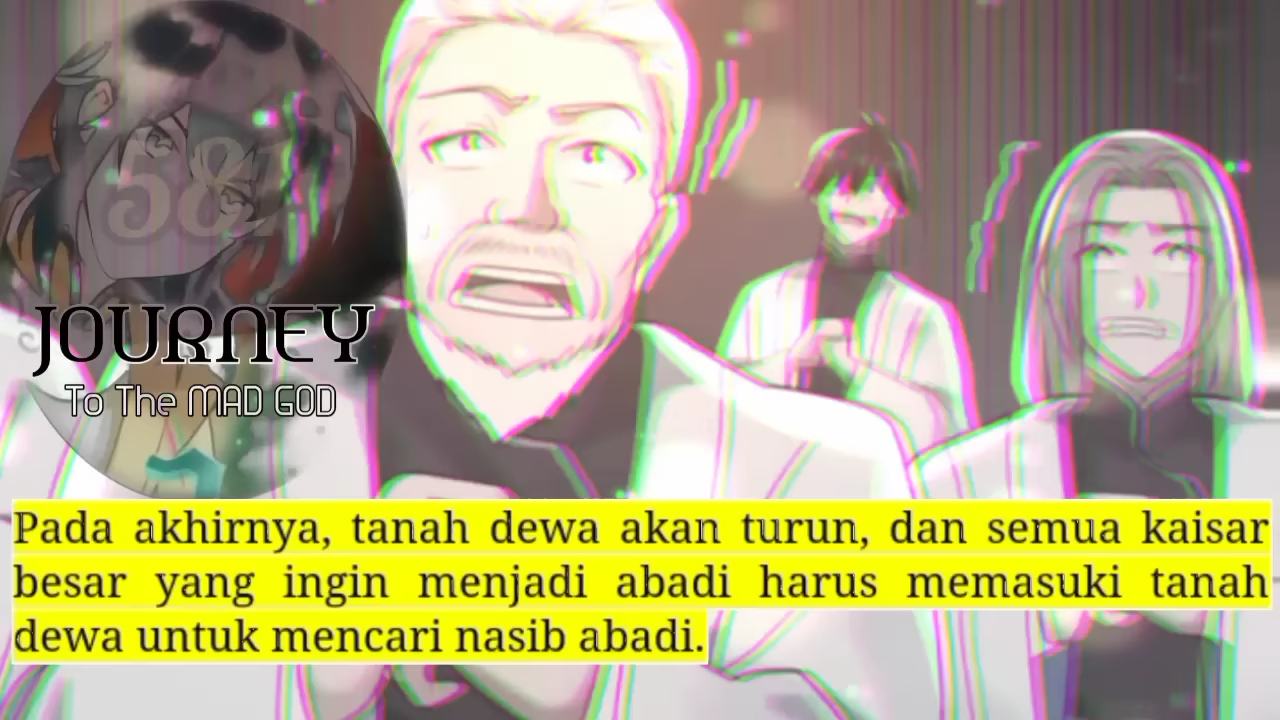 JOURNEY
To The MAD GOD
Pada akhirnya, tanah dewa akan turun, dan semua kaisar
besar yang ingin menjadi abadi harus memasuki tanah
dewa untuk mencari nasib abadi.